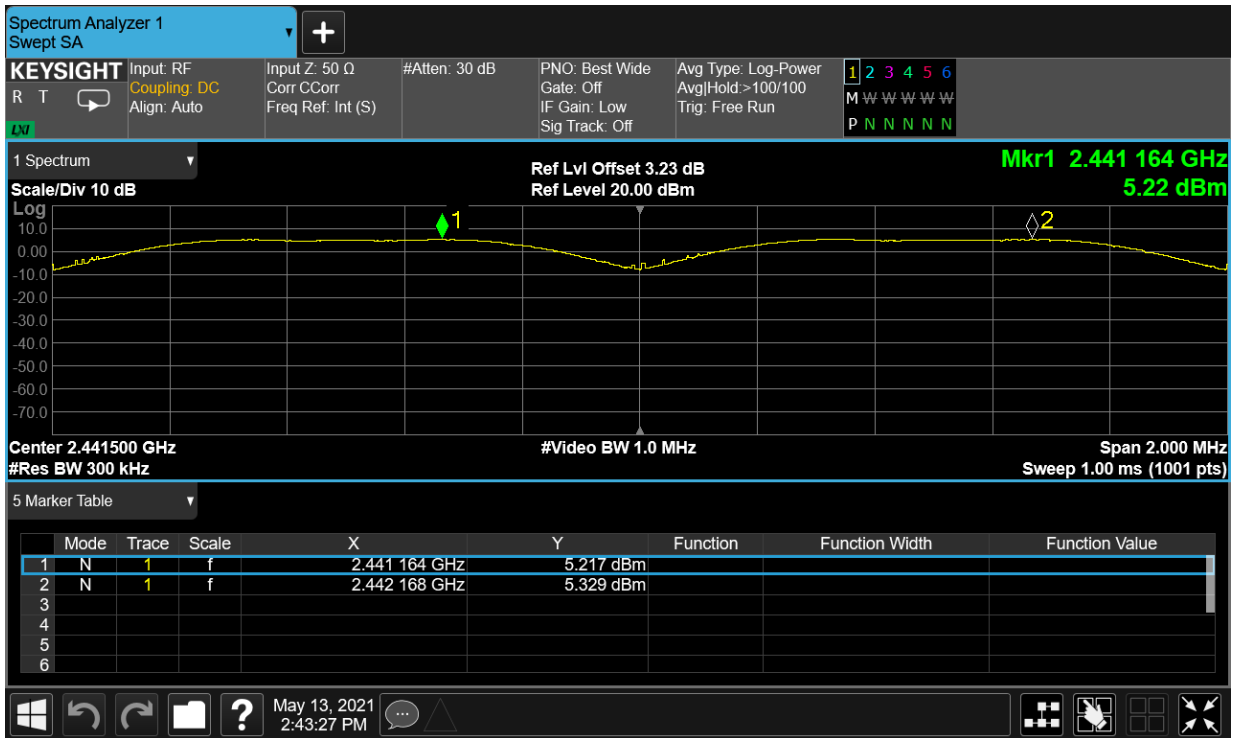 Spectrum Analyzer 1
Swept SA
+
KEYSIGHT
R T
LXI
Input: RF
Coupling: DC
Align: Auto
Input Z: 50 Ω
Corr CCorr
Freq Ref: Int (S)
#Atten: 30 dB
PNO: Best Wide
Gate: Off
IF Gain: Low
Sig Track: Off
Avg Type: Log-Power
Avg|Hold:>100/100
Trig: Free Run
1 2 3 4 5 6
M W W W W W
P N N N N N
1 Spectrum
Scale/Div 10 dB
Ref Lvl Offset 3.23 dB
Ref Level 20.00 dBm
Mkr1 2.441 164 GHz
5.22 dBm
Log
1
2
10.0
0.00
-10.0
-20.0
-30.0
-40.0
-50.0
-60.0
-70.0
Center 2.441500 GHz
#Video BW 1.0 MHz
Span 2.000 MHz
#Res BW 300 kHz
Sweep 1.00 ms (1001 pts)
5 Marker Table
Mode Trace Scale X Y Function Function Width Function Value
1 N 1 f 2.441 164 GHz 5.217 dBm
2 N 1 f 2.442 168 GHz 5.329 dBm
3
4
5
6
?
May 13, 2021
2:43:27 PM